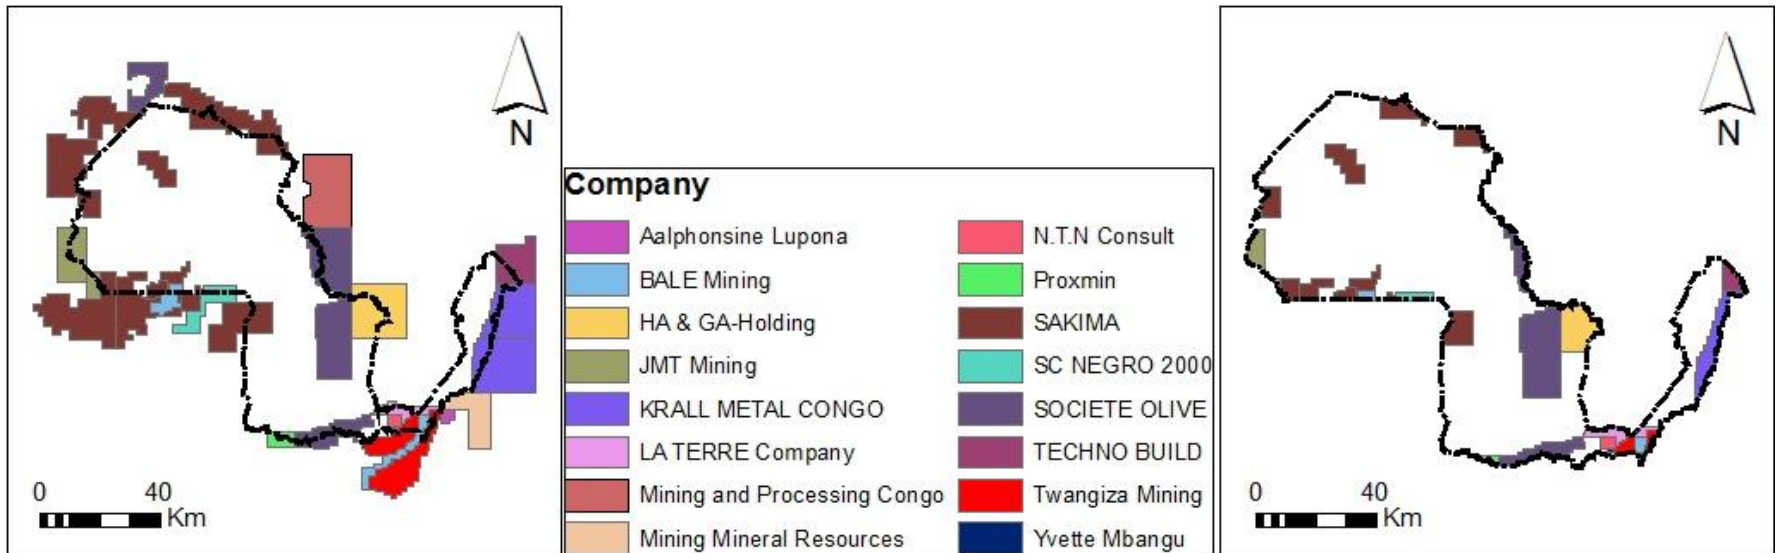 N
0 40
Km
Company
Aalphonsine Lupona
BALE Mining
HA & GA-Holding
JMT Mining
KRALL METAL CONGO
LA TERRE Company
Mining and Processing Congo
Mining Mineral Resources
N.T.N Consult
Proxmin
SAKIMA
SC NEGRO 2000
SOCIETE OLIVE
TECHNO BUILD
Twangiza Mining
Yvette Mbangu
N
0 40
Km